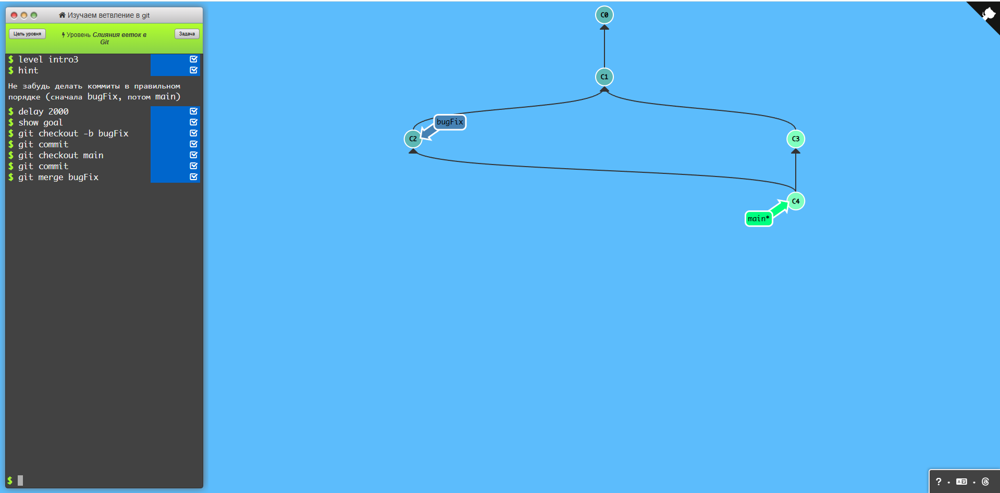 Изучаем ветвление в git
Цель уровня
Уровень Слияния веток в
Git
Задача
$ level intro3
$ hint
Не забудь делать коммиты в правильном
порядке (сначала bugFix, потом main)
$ delay 2000
$ show goal
$ git checkout -b bugFix
$ git commit
$ git checkout main
$ git commit
$ git merge bugFix
$
C0
C1
bugFix
C2
C3
C4
main*
?